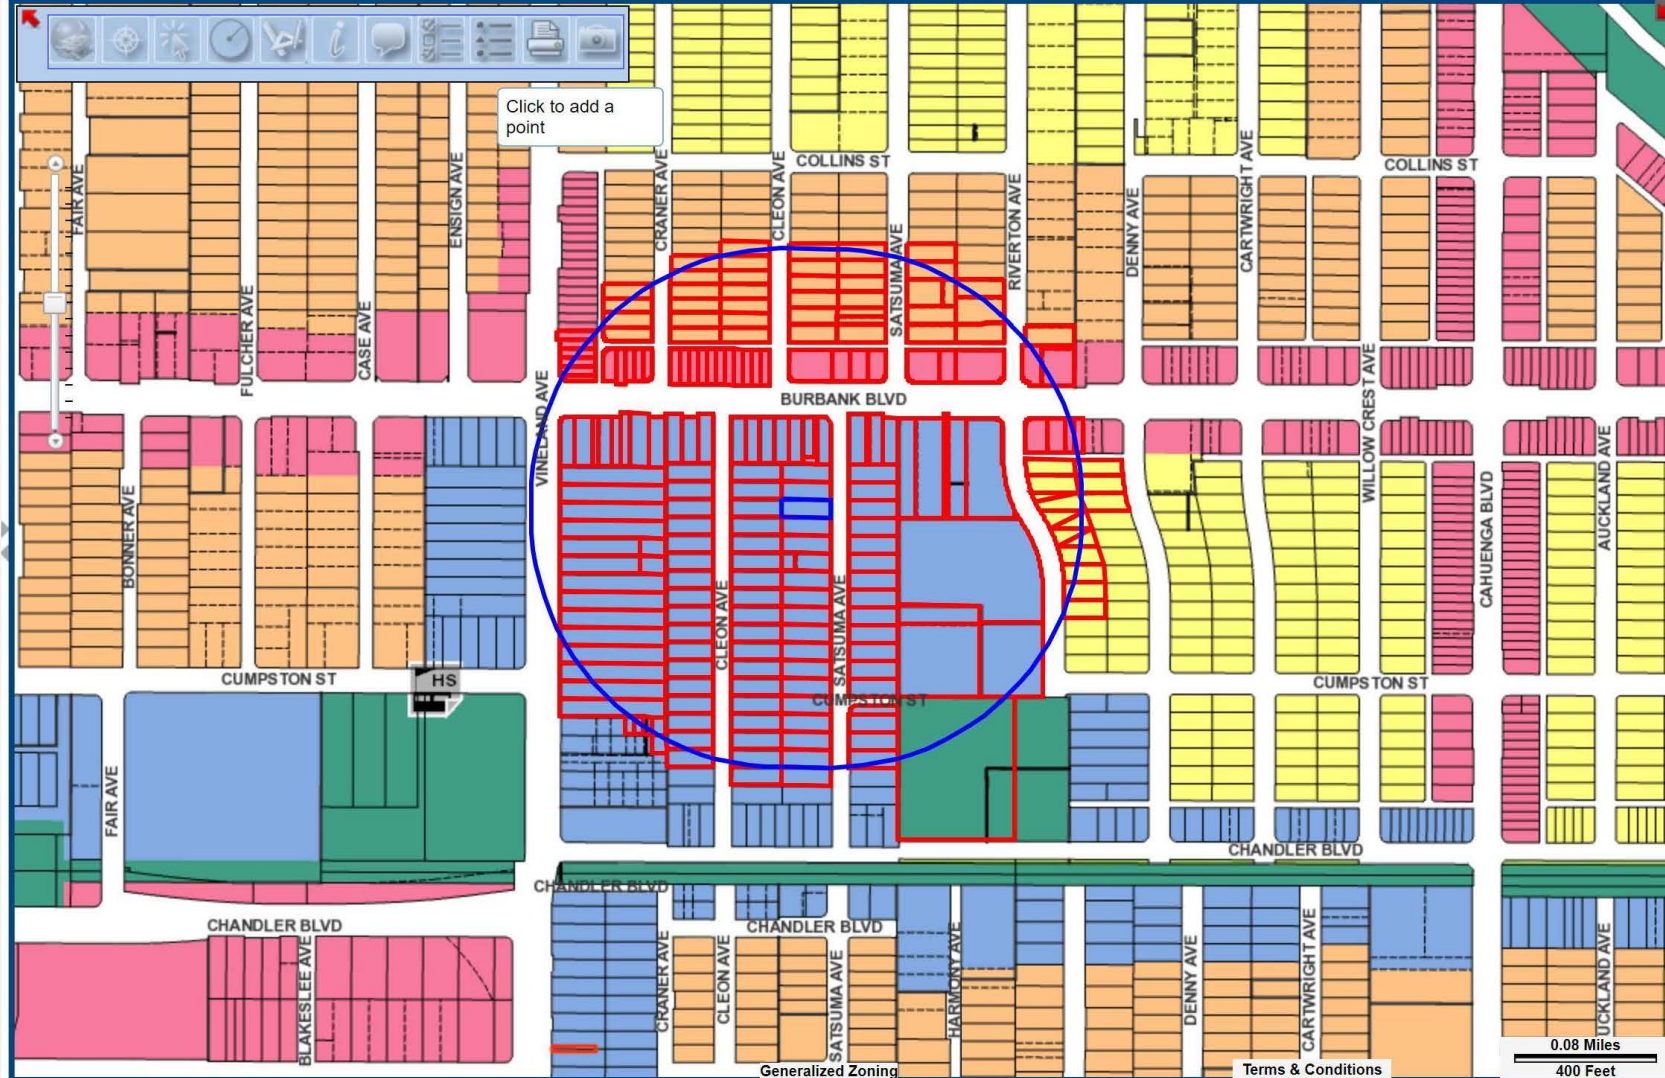 Click to add a
point
COLLINS ST
COLLINS ST
FAIR AVE
ENSIGN AVE
CRANER AVE
CLEON AVE
SATSUMA AVE
RIVERTON AVE
DENNY AVE
CARTWRIGHT AVE
FULCHER AVE
CASE AVE
VINELAND AVE
BURBANK BLVD
WILLOW CREST AVE
BONNER AVE
CAHUENGA BLVD
AUCKLAND AVE
CLEON AVE
SATSUMA AVE
HS
CUMPSTON ST
CUMPSTON ST
CUMPSTON ST
FAIR AVE
CHANDLER BLVD
CHANDLER BLVD
CHANDLER BLVD
CHANDLER BLVD
BLAKESLEE AVE
CRANER AVE
CLEON AVE
SATSUMA AVE
HARMONY AVE
DENNY AVE
CARTWRIGHT AVE
UCKLAND AVE
0.08 Miles
400 Feet
Generalized Zoning
Terms & Conditions